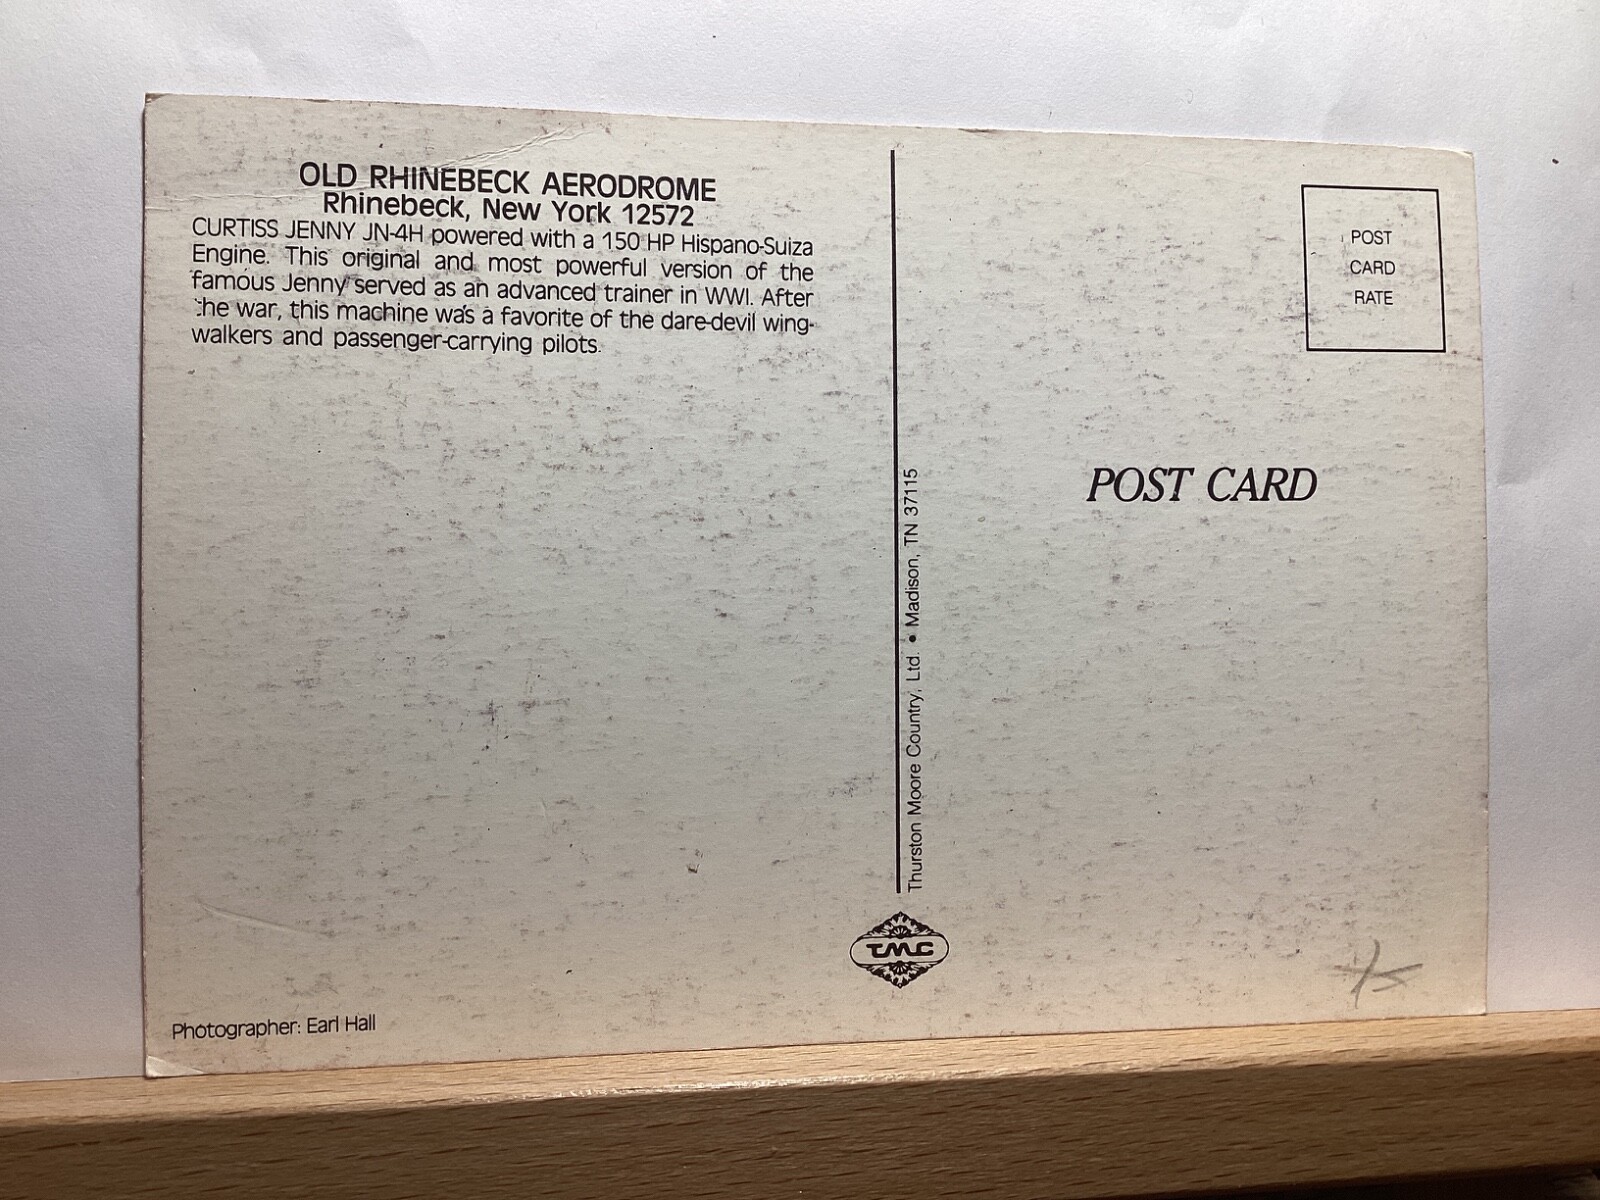 OLD RHINEBECK AERODROME
Rhinebeck, New York 12572
CURTISS JENNY JN-4H powered with a 150 HP Hispano-Suiza
Engine. This original and most powerful version of the
famous Jenny served as an advanced trainer in WWI. After
the war, this machine was a favorite of the dare-devil wing-
walkers and passenger-carrying pilots.
Photographer: Earl Hall
Thurston Moore Country, Ltd. • Madison, TN 37115
TMC
POST
CARD
RATE
POST CARD